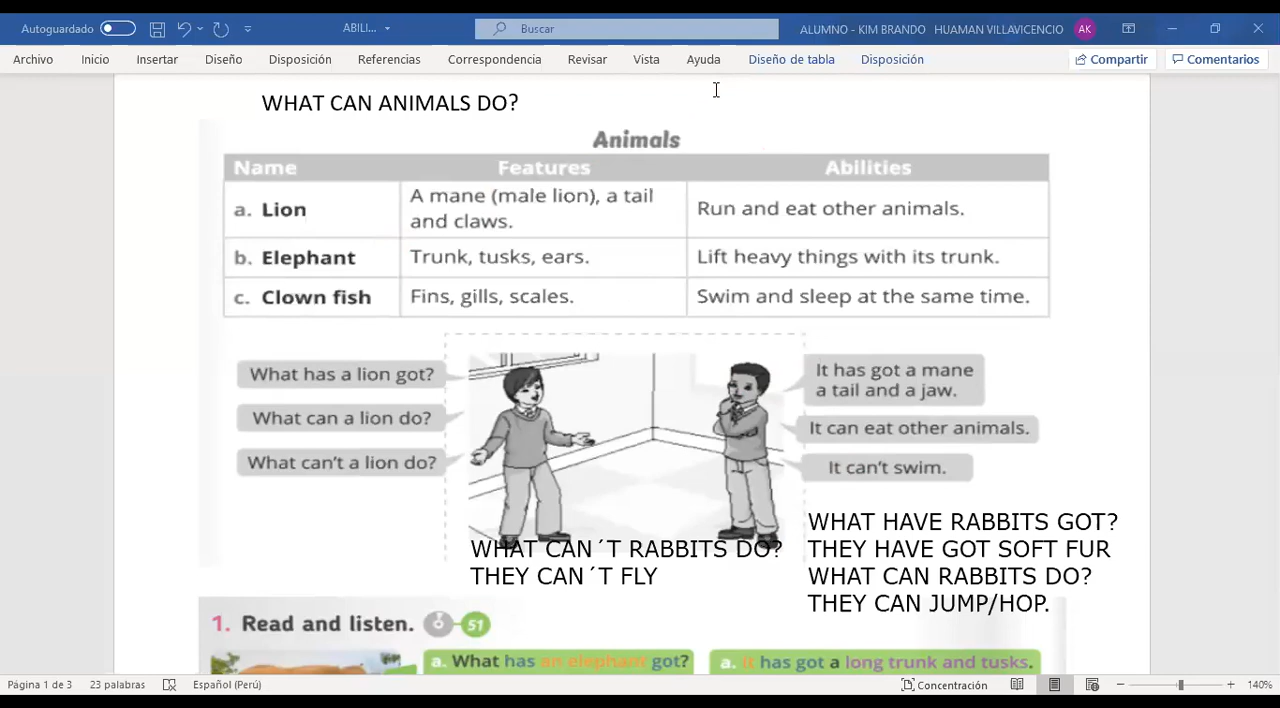 Autoguardado
ABILI...
Buscar
ALUMNO - KIM BRANDO HUAMAN VILLAVICENCIO
AK
Archivo Inicio Insertar Diseño Disposición Referencias Correspondencia Revisar Vista Ayuda Diseño de tabla Disposición Compartir Comentarios
WHAT CAN ANIMALS DO?
Animals
Name Features Abilities
a. Lion
A mane (male lion), a tail
and claws.
Run and eat other animals.
b. Elephant Trunk, tusks, ears. Lift heavy things with its trunk.
c. Clown fish Fins, gills, scales. Swim and sleep at the same time.
What has a lion got?
What can a lion do?
What can't a lion do?
It has got a mane
a tail and a jaw.
It can eat other animals.
It can't swim.
WHAT CAN´T RABBITS DO?
THEY CAN´T FLY
WHAT HAVE RABBITS GOT?
THEY HAVE GOT SOFT FUR
WHAT CAN RABBITS DO?
THEY CAN JUMP/HOP.
1. Read and listen. 51
a. What has an elephant got?
a. It has got a long trunk and tusks.
Página 1 de 3 23 palabras Español (Perú) Concentración 140%